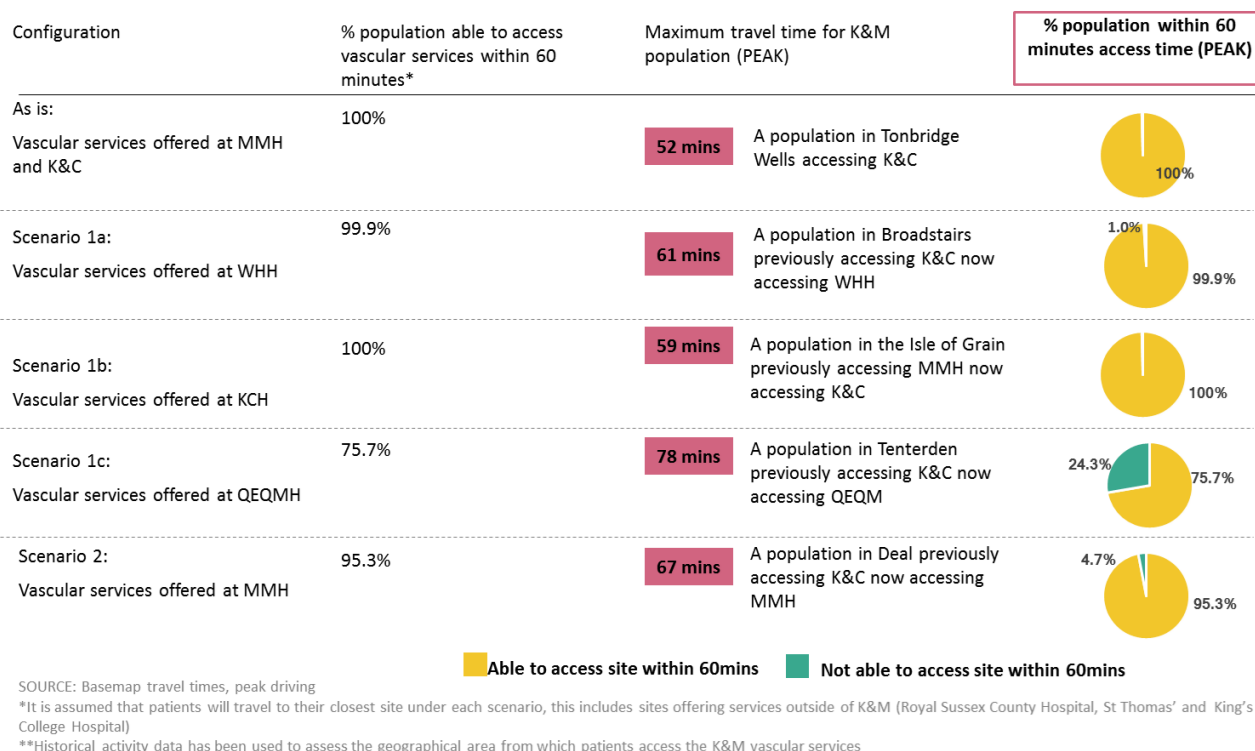 Configuration
% population able to access
vascular services within 60
minutes*
Maximum travel time for K&M
population (PEAK)
% population within 60
minutes access time (PEAK)
As is:
Vascular services offered at MMH
and K&C
100%
52 mins
A population in Tonbridge
Wells accessing K&C
100%
Scenario 1a:
Vascular services offered at WHH
99.9%
61 mins
A population in Broadstairs
previously accessing K&C now
accessing WHH
1.0%
99.9%
Scenario 1b:
Vascular services offered at KCH
100%
59 mins
A population in the Isle of Grain
previously accessing MMH now
accessing K&C
100%
Scenario 1c:
Vascular services offered at QEQMH
75.7%
78 mins
A population in Tenterden
previously accessing K&C now
accessing QEQM
24.3%
75.7%
Scenario 2:
Vascular services offered at MMH
95.3%
67 mins
A population in Deal previously
accessing K&C now accessing
MMH
4.7%
95.3%
Able to access site within 60mins
Not able to access site within 60mins
SOURCE: Basemap travel times, peak driving
*It is assumed that patients will travel to their closest site under each scenario, this includes sites offering services outside of K&M (Royal Sussex County Hospital, St Thomas’ and King’s
College Hospital)
**Historical activity data has been used to assess the geographical area from which patients access the K&M vascular services